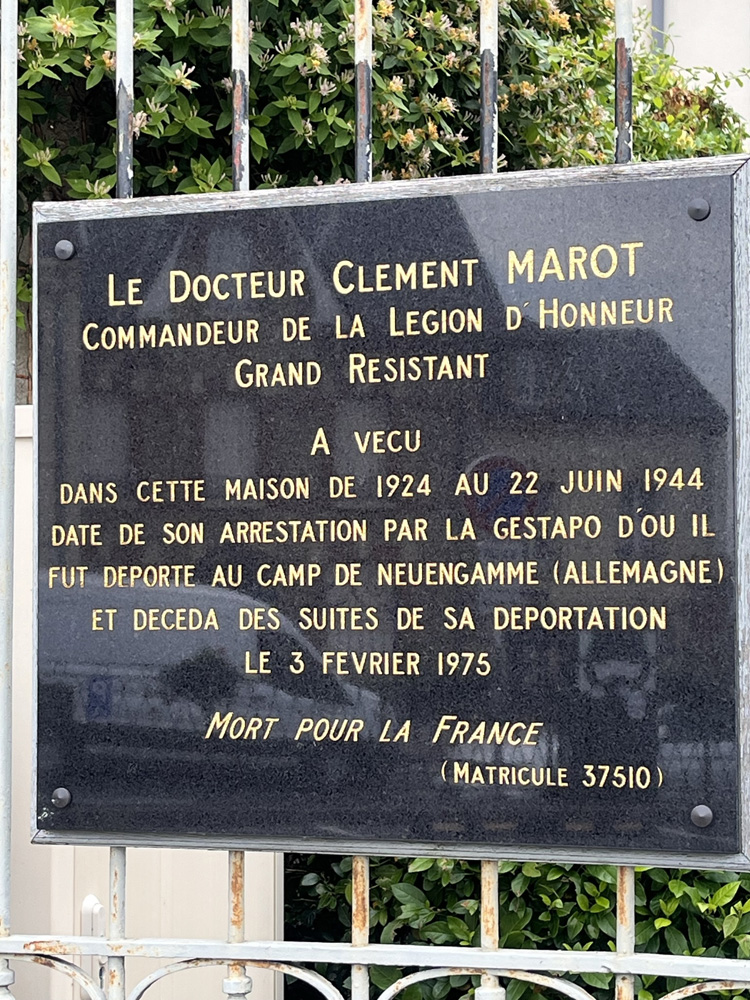 LE DOCTEUR CLEMENT MAROT
COMMANDEUR DE LA LEGION D'HONNEUR
GRAND RESISTANT
A VECU
DANS CETTE MAISON DE 1924 AU 22 JUIN 1944
DATE DE SON ARRESTATION PAR LA GESTAPO D'OU IL
FUT DEPORTE AU CAMP DE NEUENGAMME (ALLEMAGNE)
ET DECEDA DES SUITES DE SA DEPORTATION
LE 3 FEVRIER 1975
MORT POUR LA FRANCE
(MATRICULE 37510)